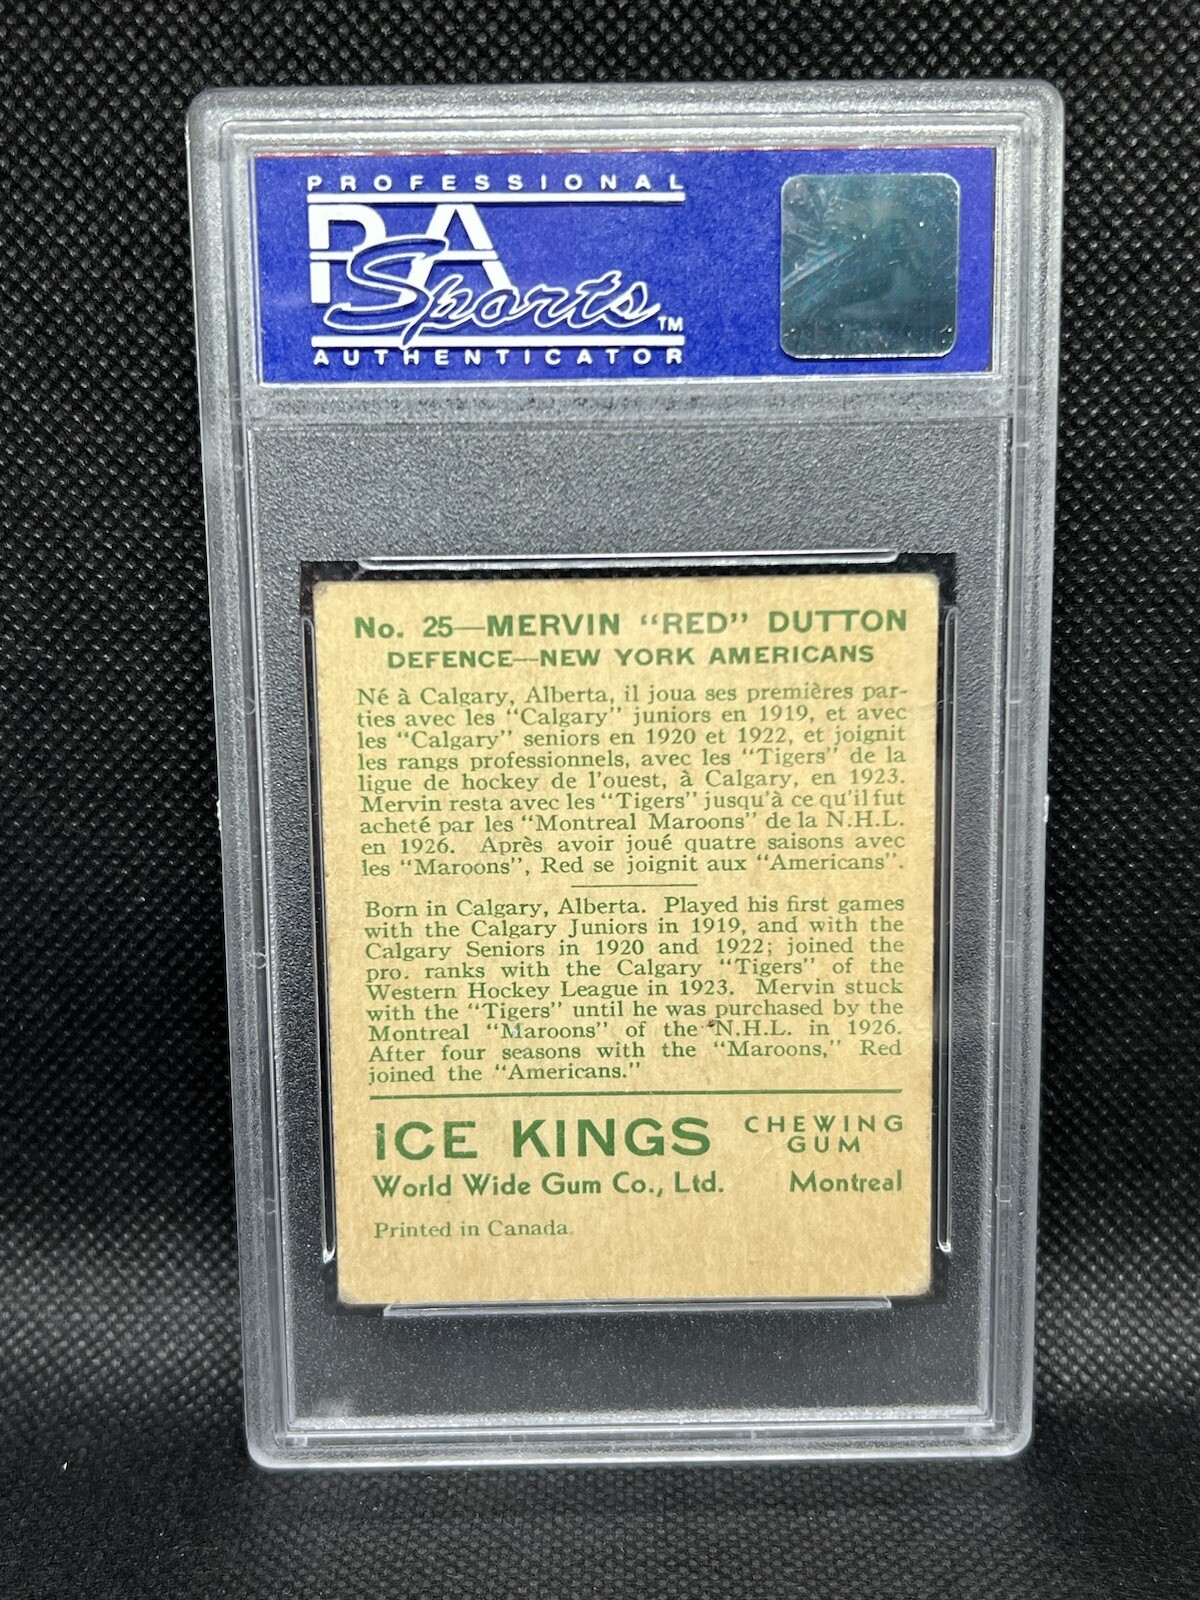 PROFESSIONAL
PSA
Sports™
AUTHENTICATOR
No. 25—MERVIN "RED" DUTTON
DEFENCE—NEW YORK AMERICANS
Né à Calgary, Alberta, il joua ses premières par-
ties avec les "Calgary" juniors en 1919, et avec
les "Calgary" seniors en 1920 et 1922, et joignit
les rangs professionnels, avec les "Tigers" de la
ligue de hockey de l'ouest, à Calgary, en 1923.
Mervin resta avec les "Tigers" jusqu'à ce qu'il fut
acheté par les "Montreal Maroons" de la N.H.L.
en 1926. Après avoir joué quatre saisons avec
les "Maroons", Red se joignit aux "Americans".
Born in Calgary, Alberta. Played his first games
with the Calgary Juniors in 1919, and with the
Calgary Seniors in 1920 and 1922; joined the
pro. ranks with the Calgary "Tigers" of the
Western Hockey League in 1923. Mervin stuck
with the "Tigers" until he was purchased by the
Montreal "Maroons" of the N.H.L. in 1926.
After four seasons with the "Maroons," Red
joined the "Americans."
ICE KINGS CHEWING GUM
World Wide Gum Co., Ltd. Montreal
Printed in Canada.